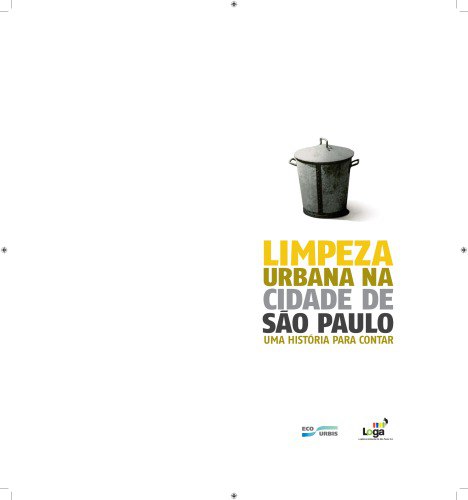 LIMPEZA
URBANA NA
CIDADE DE
SÃO PAULO
UMA HISTÓRIA PARA CONTAR
ECO
URBIS
Loga